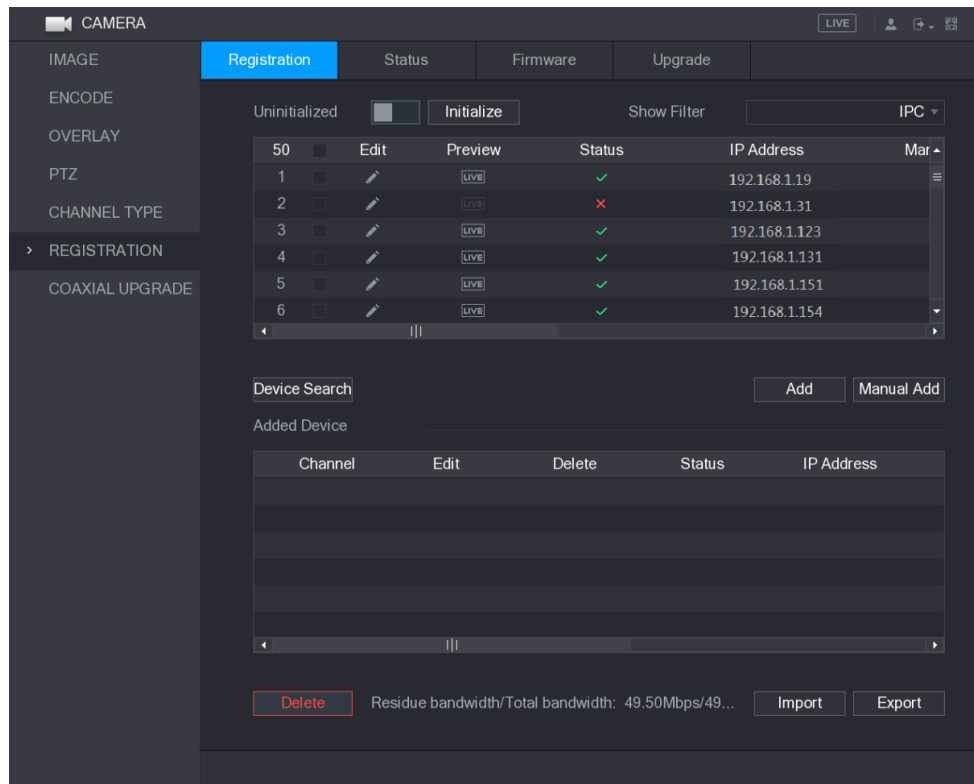 CAMERA LIVE
IMAGE
ENCODE
OVERLAY
PTZ
CHANNEL TYPE
REGISTRATION
COAXIAL UPGRADE
Registration Status Firmware Upgrade
Uninitialized Initialize Show Filter IPC
50 Edit Preview Status IP Address Mar
1 LIVE 192.168.1.19
2 LIVE 192.168.1.31
3 LIVE 192.168.1.123
4 LIVE 192.168.1.131
5 LIVE 192.168.1.151
6 LIVE 192.168.1.154
Device Search Add Manual Add
Added Device
Channel Edit Delete Status IP Address
Delete Residue bandwidth/Total bandwidth: 49.50Mbps/49... Import Export